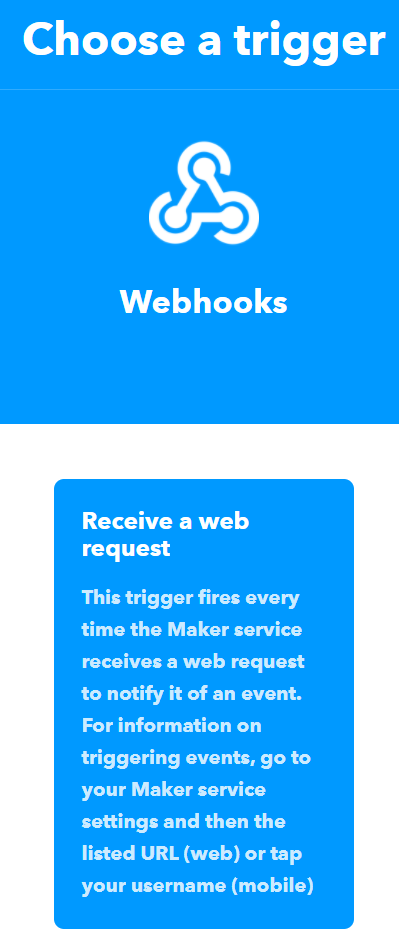 Choose a trigger
Webhooks
Receive a web
request
This trigger fires every
time the Maker service
receives a web request
to notify it of an event.
For information on
triggering events, go to
your Maker service
settings and then the
listed URL (web) or tap
your username (mobile)